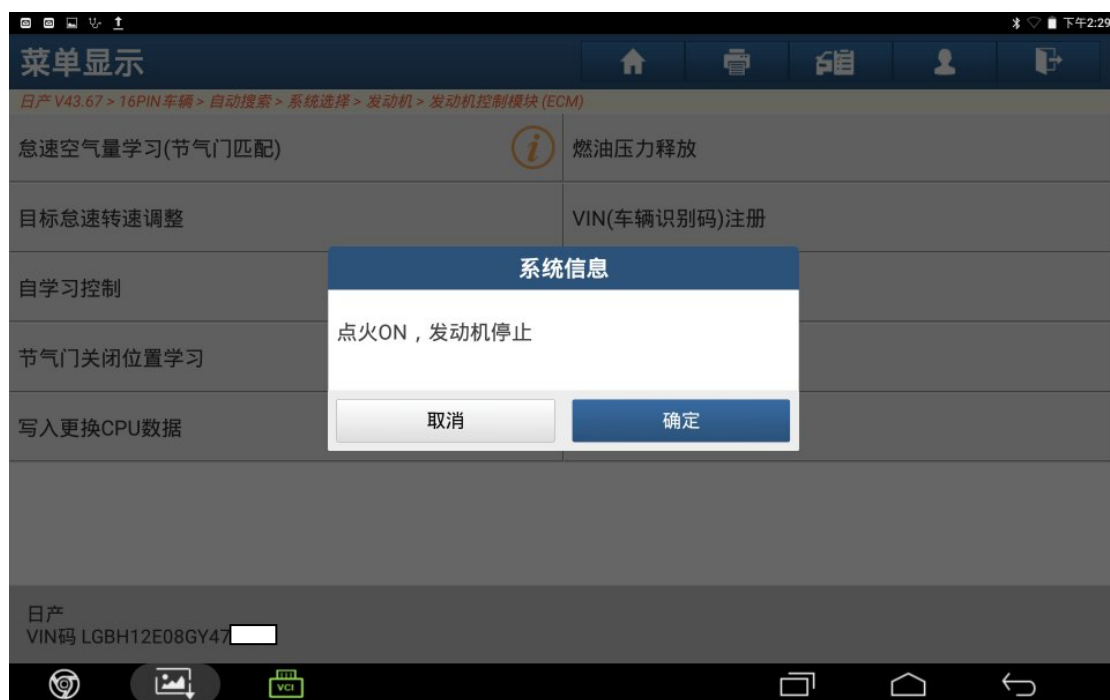 下午2:29
菜单显示
日产 V43.67 > 16PIN车辆 > 自动搜索 > 系统选择 > 发动机 > 发动机控制模块 (ECM)
怠速空气量学习(节气门匹配)
燃油压力释放
目标怠速转速调整
VIN(车辆识别码)注册
系统信息
自学习控制
点火ON，发动机停止
节气门关闭位置学习
取消
确定
写入更换CPU数据
日产
VIN码 LGBH12E08GY47
VCI